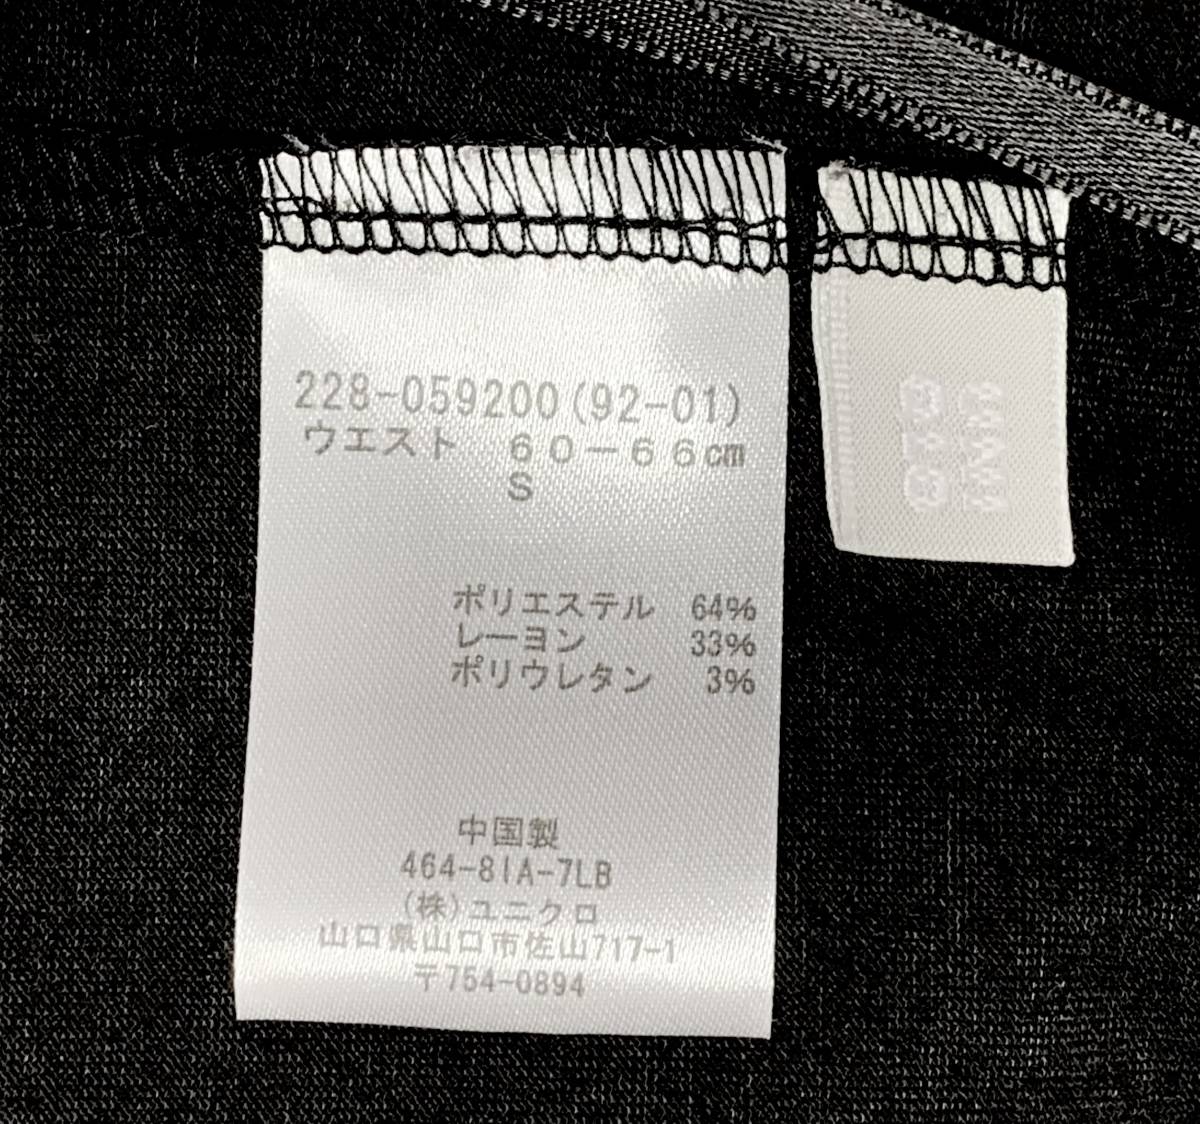 228-059200(92-01)
ウエスト　６０－６６cm
S
ポリエステル 64%
レーヨン 33%
ポリウレタン 3%
中国製
464-81A-7LB
(株)ユニクロ
山口県山口市佐山717-1
〒754-0894